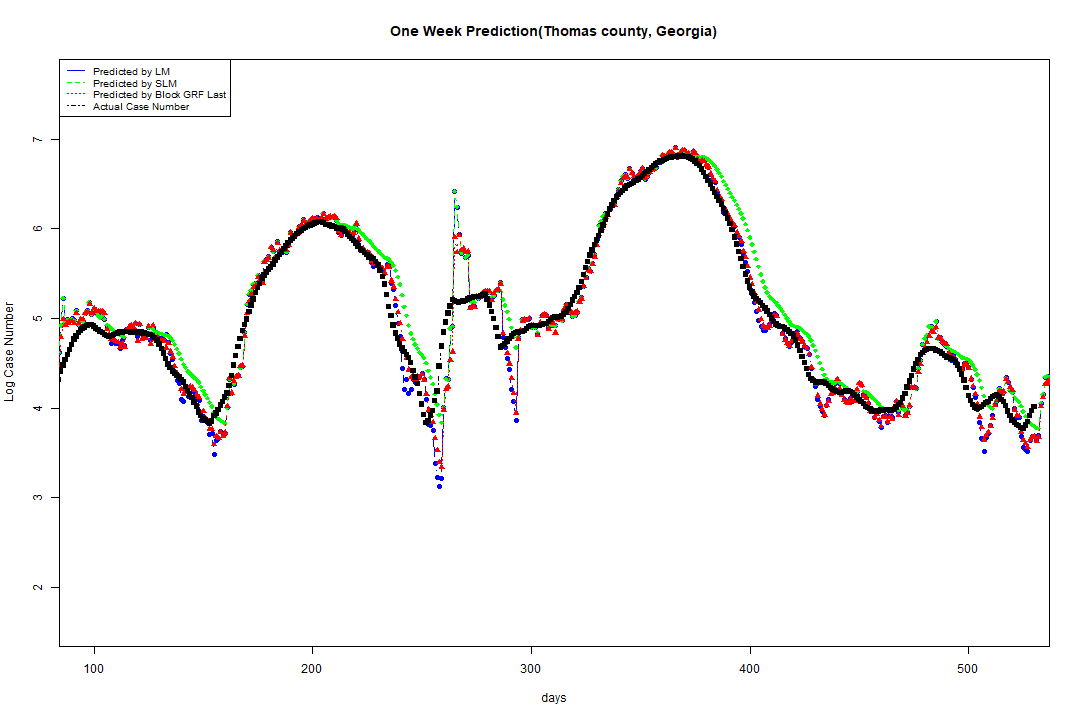 One Week Prediction(Thomas county, Georgia)
Predicted by LM
Predicted by SLM
Predicted by Block GRF Last
Actual Case Number
7
6
5
4
3
2
Log Case Number
100 200 300 400 500
days